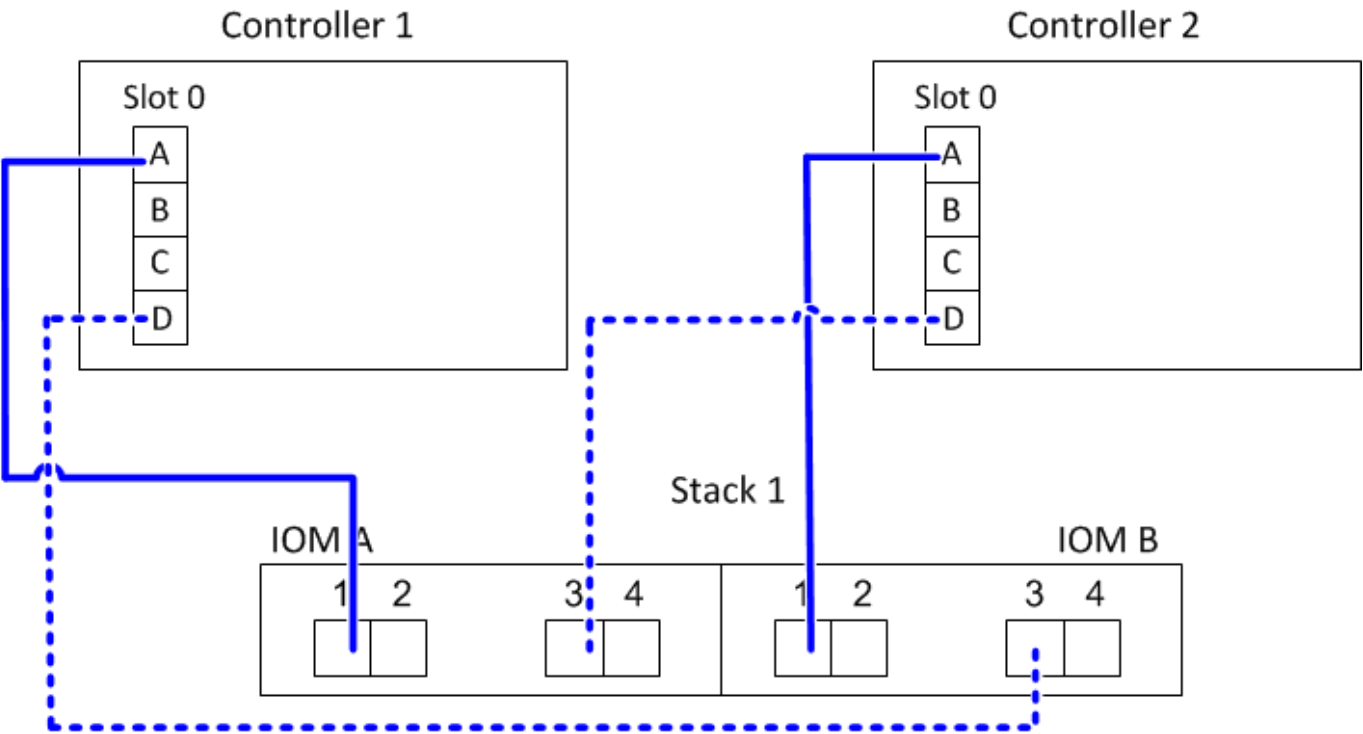 Controller 1
Controller 2
Slot 0
A
B
C
D
Slot 0
A
B
C
D
Stack 1
IOM A
IOM B
1 2 3 4 1 2 3 4